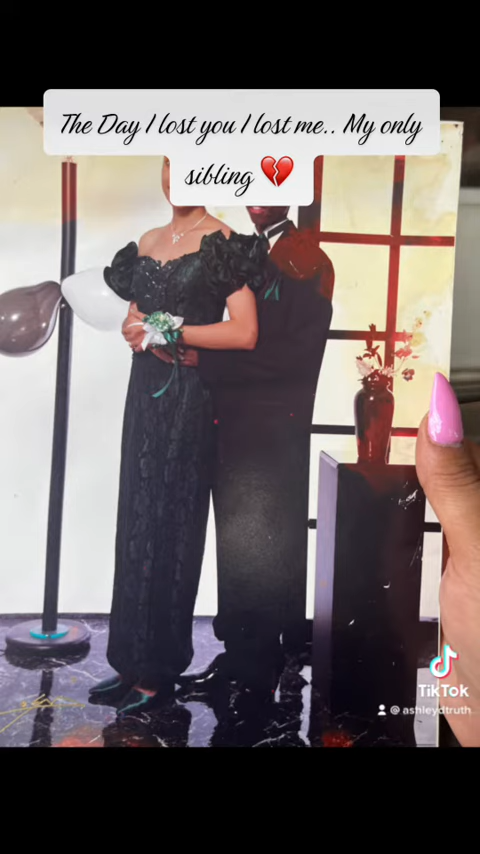 The Day I lost you I lost me.. My only
sibling 💔
TikTok
@ashleydtruth